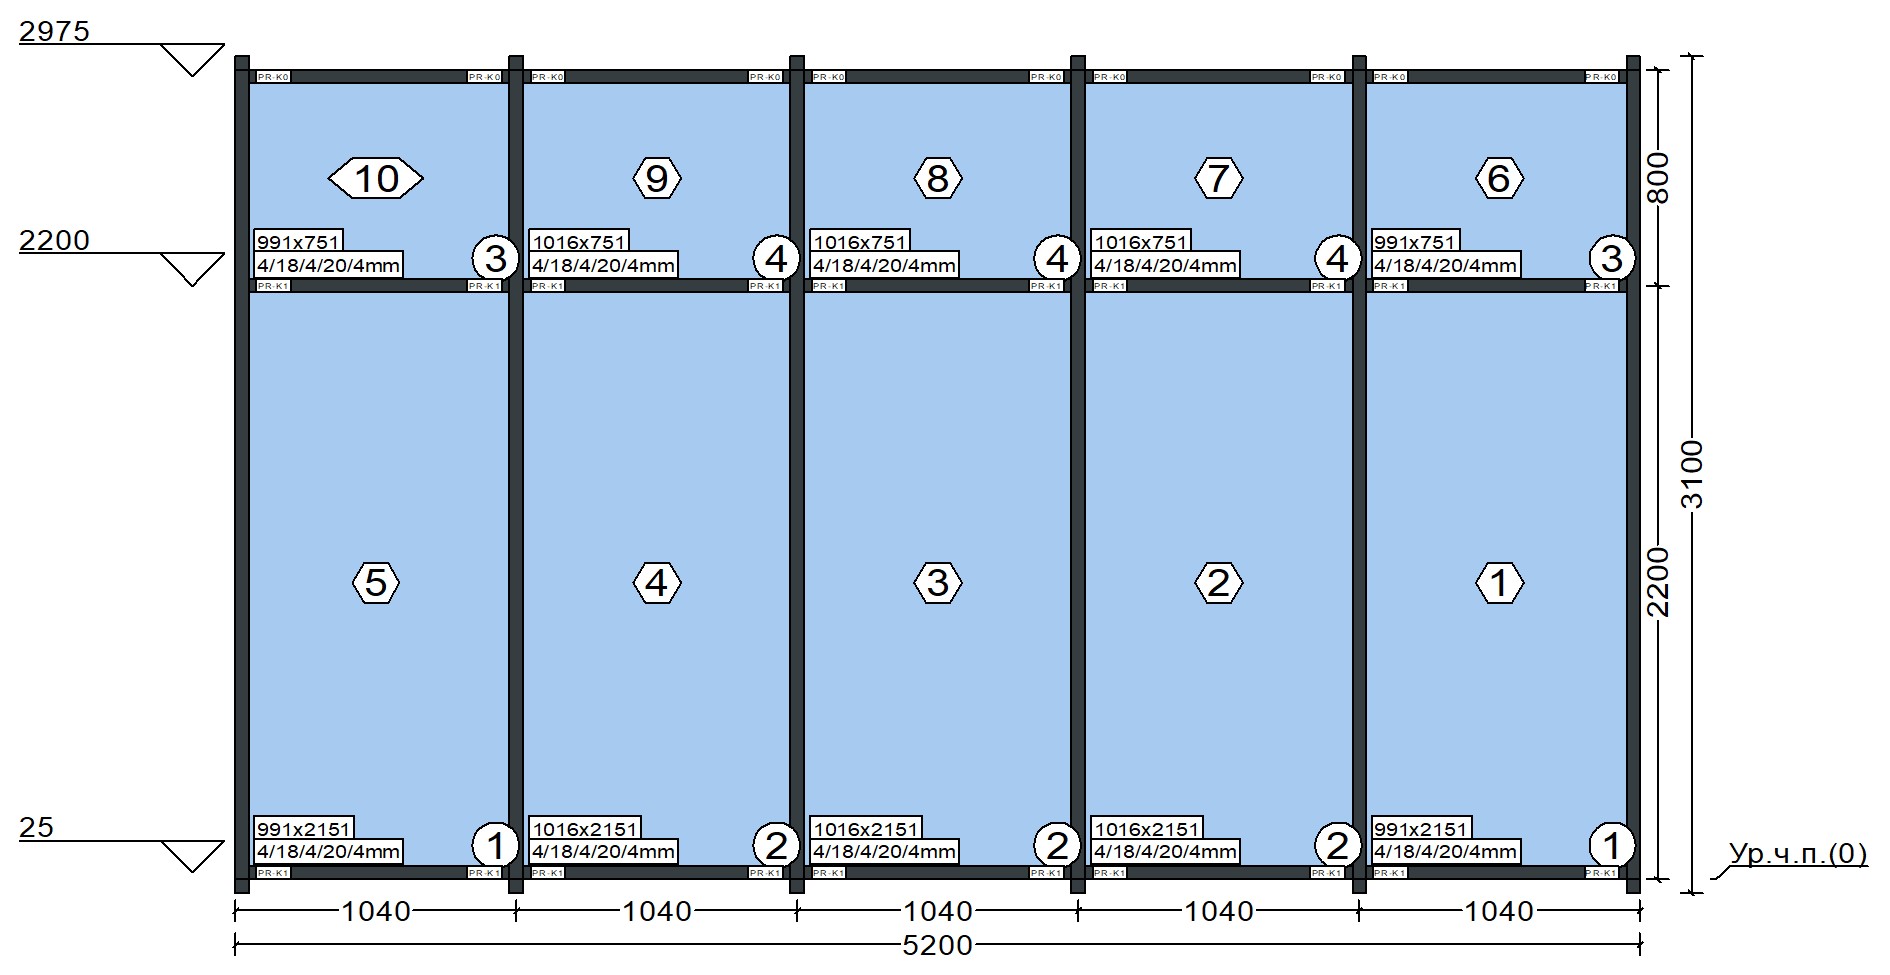 2975
PR-K0 PR-K0 PR-K0 PR-K0 PR-K0 PR-K0 PR-K0 PR-K0 PR-K0 PR-K0
10 9 8 7 6
800
2200
991x751 1016x751 1016x751 1016x751 991x751
4/18/4/20/4mm 3 4/18/4/20/4mm 4 4/18/4/20/4mm 4 4/18/4/20/4mm 4 4/18/4/20/4mm 3
PR-K1 PR-K1 PR-K1 PR-K1 PR-K1 PR-K1 PR-K1 PR-K1 PR-K1 PR-K1
3100
5 4 3 2 1
2200
25
991x2151 1016x2151 1016x2151 1016x2151 991x2151
4/18/4/20/4mm 1 4/18/4/20/4mm 2 4/18/4/20/4mm 2 4/18/4/20/4mm 2 4/18/4/20/4mm 1
Ур.ч.п.(0)
PR-K1 PR-K1 PR-K1 PR-K1 PR-K1 PR-K1 PR-K1 PR-K1 PR-K1 PR-K1
1040 1040 1040 1040 1040
5200